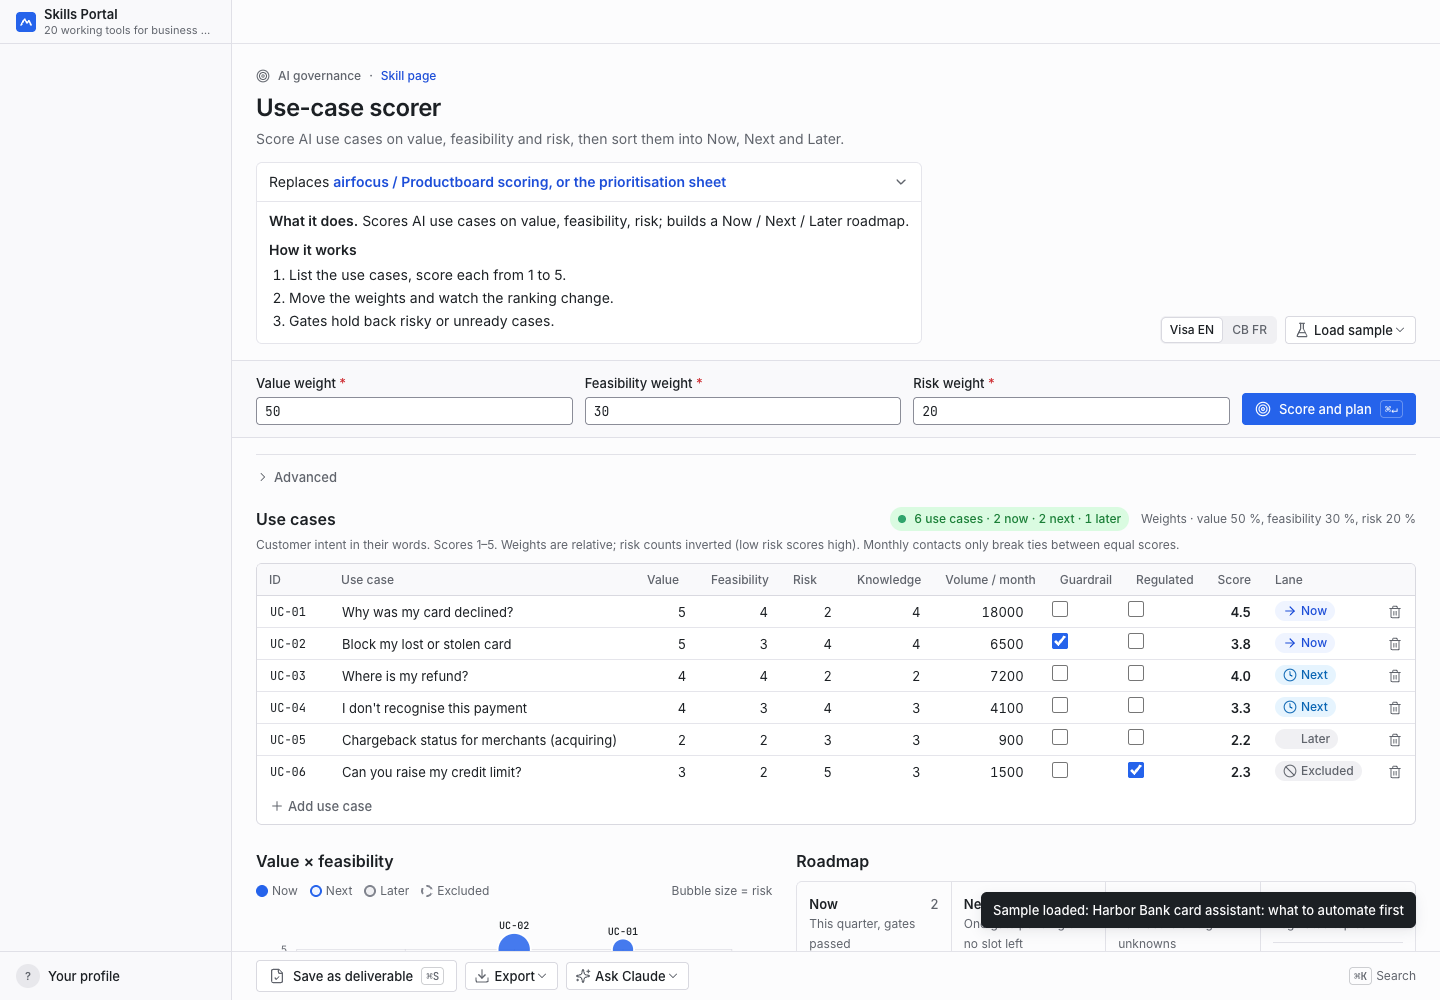 Skills Portal
20 working tools for business ...
AI governance · Skill page
Use-case scorer
Score AI use cases on value, feasibility and risk, then sort them into Now, Next and Later.
Replaces airfocus / Productboard scoring, or the prioritisation sheet
What it does. Scores AI use cases on value, feasibility, risk; builds a Now / Next / Later roadmap.
How it works
1. List the use cases, score each from 1 to 5.
2. Move the weights and watch the ranking change.
3. Gates hold back risky or unready cases.
Visa EN CB FR Load sample
Value weight * Feasibility weight * Risk weight *
50 30 20 Score and plan ⌘↵
Advanced
Use cases 6 use cases · 2 now · 2 next · 1 later Weights · value 50 %, feasibility 30 %, risk 20 %
Customer intent in their words. Scores 1–5. Weights are relative; risk counts inverted (low risk scores high). Monthly contacts only break ties between equal scores.
ID Use case Value Feasibility Risk Knowledge Volume / month Guardrail Regulated Score Lane
UC-01 Why was my card declined? 5 4 2 4 18000 4.5 Now
UC-02 Block my lost or stolen card 5 3 4 4 6500 3.8 Now
UC-03 Where is my refund? 4 4 2 2 7200 4.0 Next
UC-04 I don't recognise this payment 4 3 4 3 4100 3.3 Next
UC-05 Chargeback status for merchants (acquiring) 2 2 3 3 900 2.2 Later
UC-06 Can you raise my credit limit? 3 2 5 3 1500 2.3 Excluded
+ Add use case
Value × feasibility
Now Next Later Excluded Bubble size = risk
UC-02 UC-01
5
Roadmap
Now 2
This quarter, gates
passed
no slot left
unknowns
Sample loaded: Harbor Bank card assistant: what to automate first
? Your profile
Save as deliverable ⌘S Export Ask Claude ⌘K Search